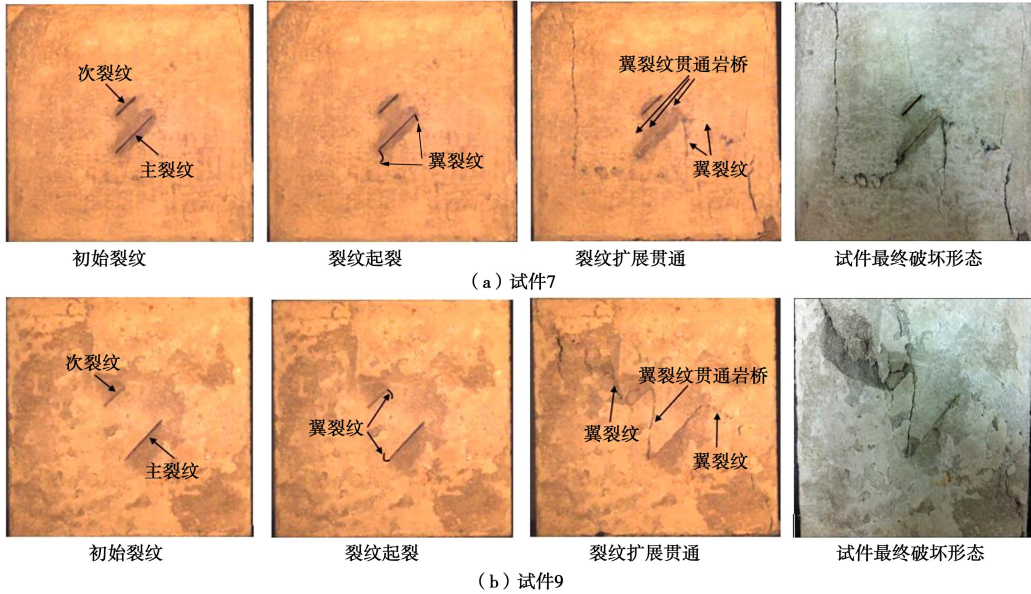 次裂纹
主裂纹
翼裂纹
翼裂纹贯通岩桥
翼裂纹
初始裂纹
裂纹起裂
裂纹扩展贯通
试件最终破坏形态
（a）试件7
次裂纹
主裂纹
翼裂纹
翼裂纹贯通岩桥
翼裂纹
翼裂纹
初始裂纹
裂纹起裂
裂纹扩展贯通
试件最终破坏形态
（b）试件9